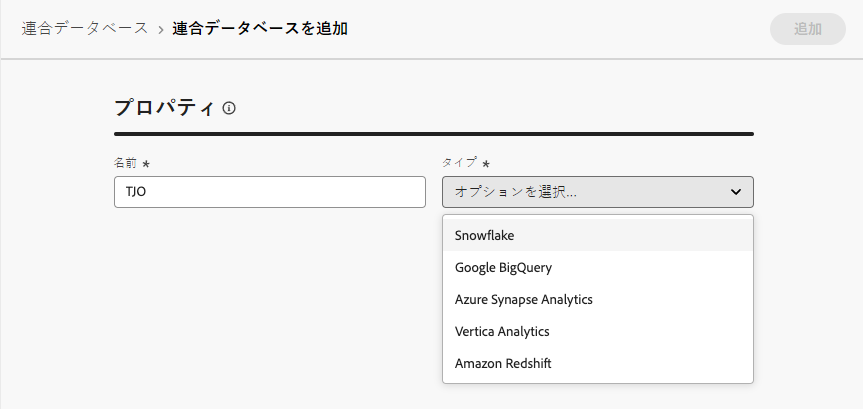 連合データベース > 連合データベースを追加 追加
プロパティ
名前 * タイプ *
TJO オプションを選択...
Snowflake
Google BigQuery
Azure Synapse Analytics
Vertica Analytics
Amazon Redshift